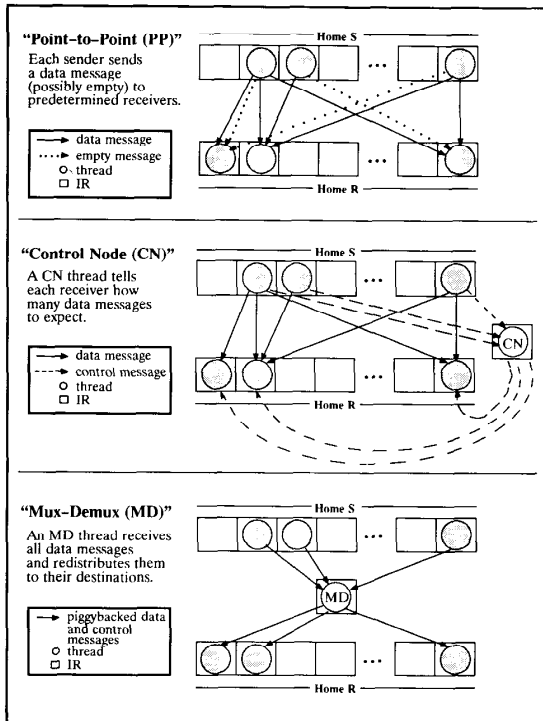 "Point-to-Point (PP)"
Each sender sends
a data message
(possibly empty) to
predetermined receivers.
data message
empty message
thread
IR
Home S
...
...
Home R
"Control Node (CN)"
A CN thread tells
each receiver how
many data messages
to expect.
data message
control message
thread
IR
Home S
...
CN
...
Home R
"Mux-Demux (MD)"
An MD thread receives
all data messages
and redistributes them
to their destinations.
piggybacked data
and control
messages
thread
IR
Home S
...
MD
...
Home R